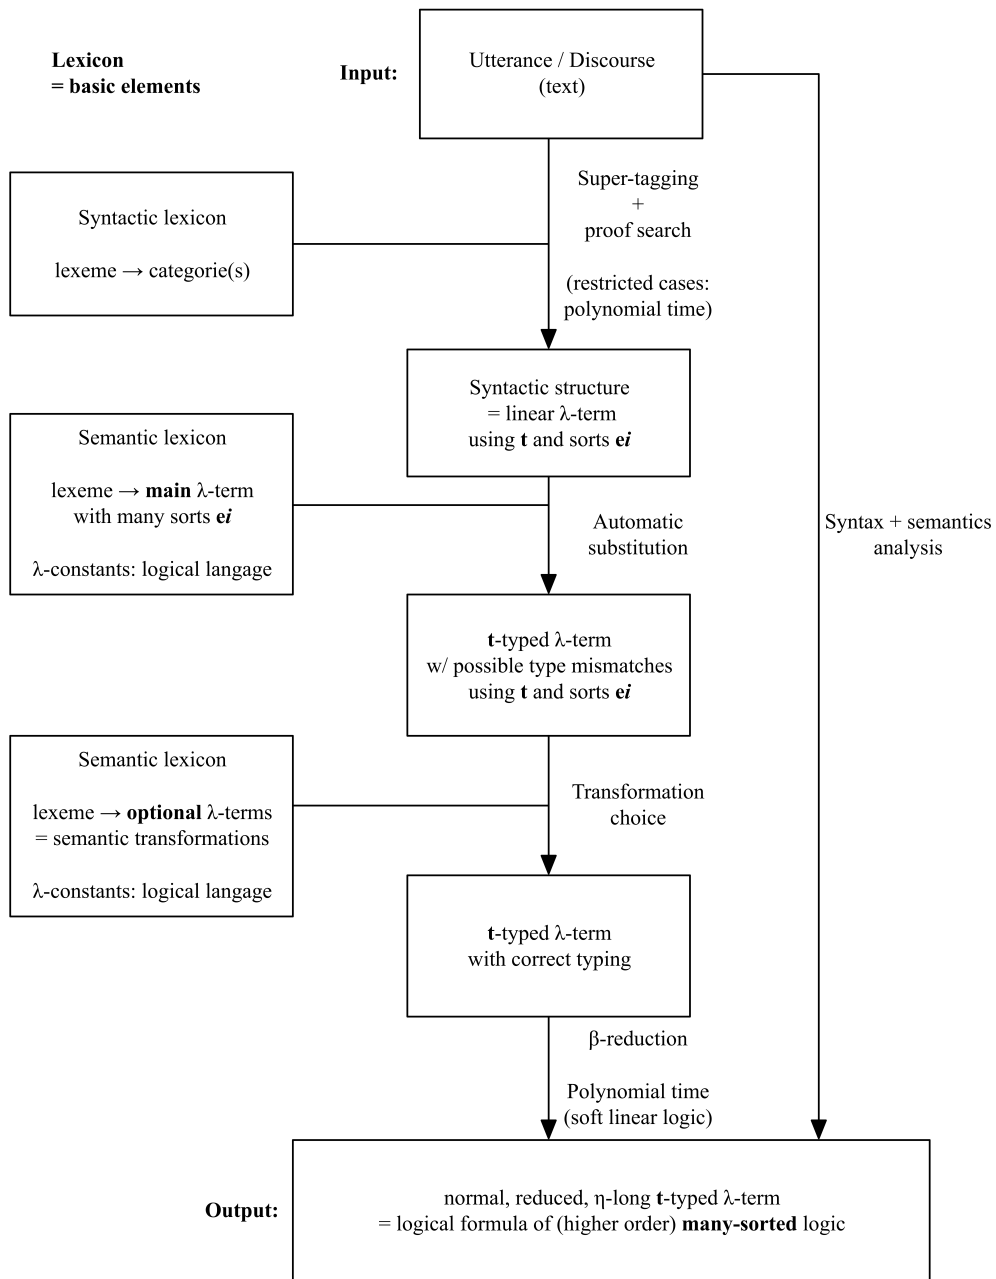 Lexicon
= basic elements
Input:
Utterance / Discourse
(text)
Super-tagging
+
proof search
(restricted cases:
polynomial time)
Syntactic lexicon
lexeme → categorie(s)
Syntactic structure
= linear λ-term
using t and sorts ei
Semantic lexicon
lexeme → main λ-term
with many sorts ei
λ-constants: logical langage
Automatic
substitution
Syntax + semantics
analysis
t-typed λ-term
w/ possible type mismatches
using t and sorts ei
Semantic lexicon
lexeme → optional λ-terms
= semantic transformations
λ-constants: logical langage
Transformation
choice
t-typed λ-term
with correct typing
β-reduction
Polynomial time
(soft linear logic)
Output:
normal, reduced, η-long t-typed λ-term
= logical formula of (higher order) many-sorted logic